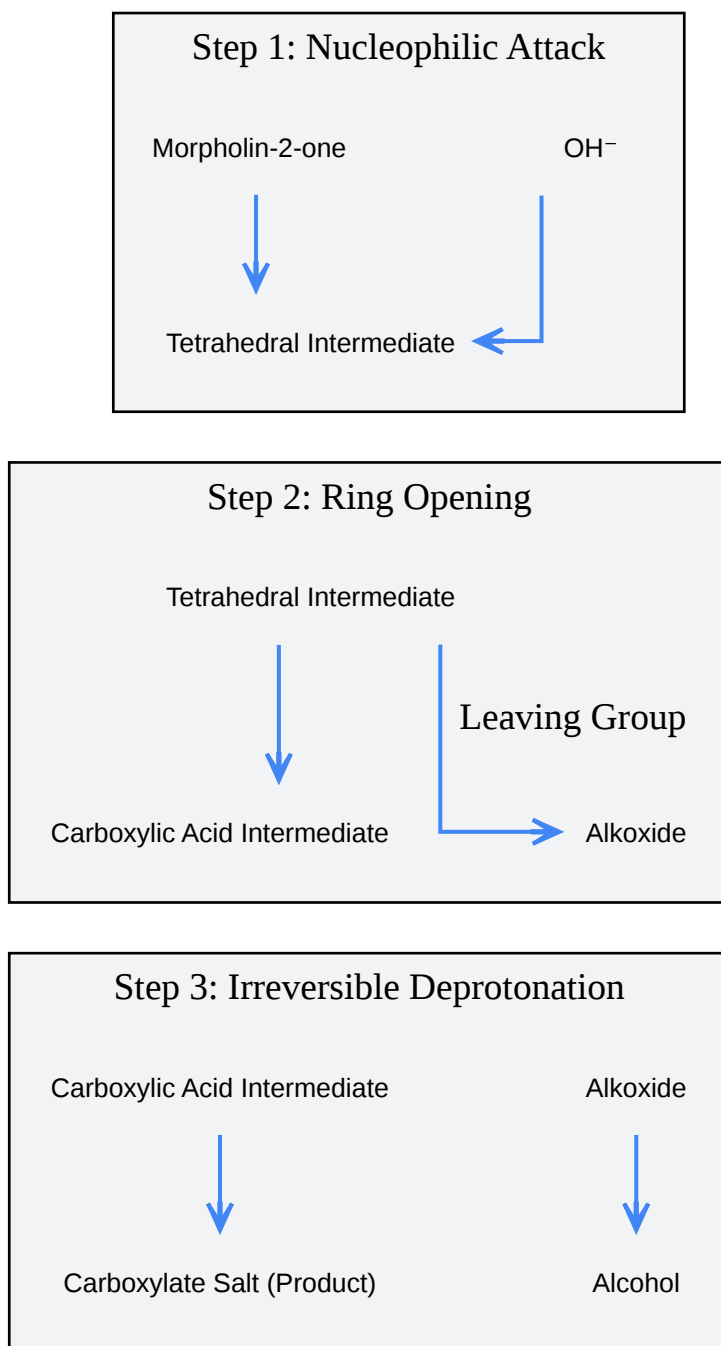 Step 1: Nucleophilic Attack
Morpholin-2-one
OH⁻
Tetrahedral Intermediate
Step 2: Ring Opening
Tetrahedral Intermediate
Leaving Group
Carboxylic Acid Intermediate
Alkoxide
Step 3: Irreversible Deprotonation
Carboxylic Acid Intermediate
Alkoxide
Carboxylate Salt (Product)
Alcohol